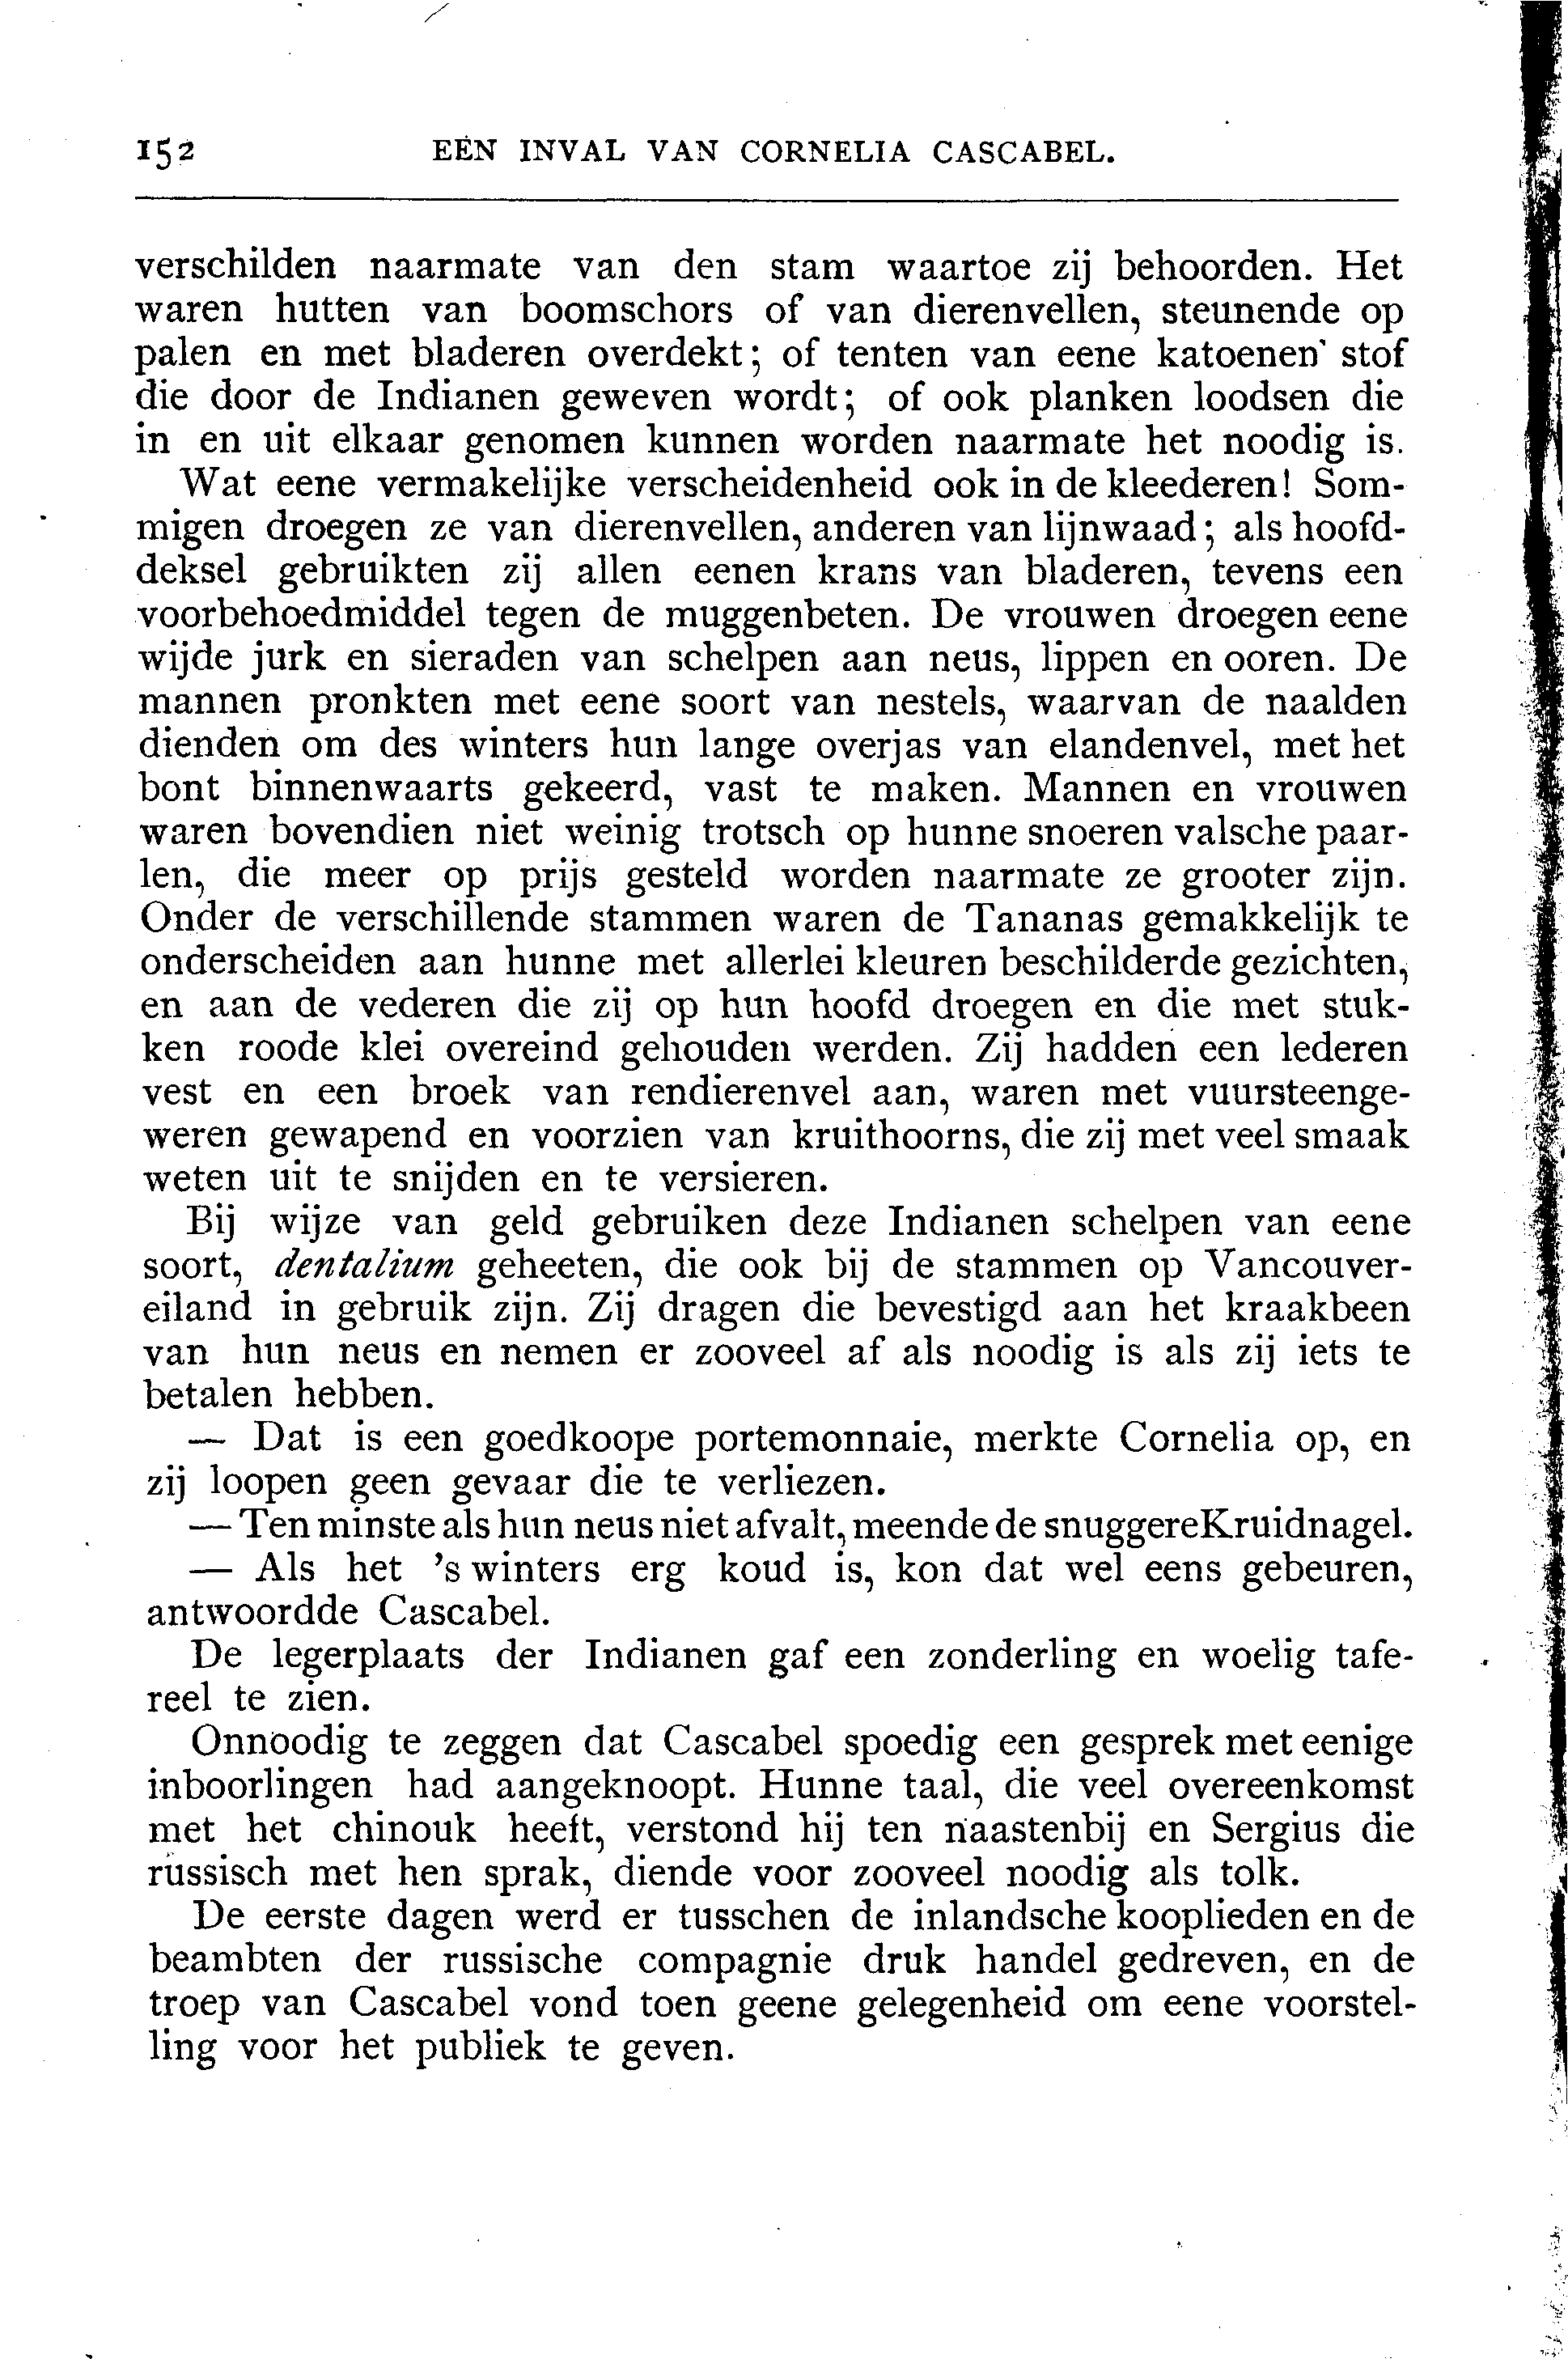 152 EEN INVAL VAN CORNELIA CASCABEL.
verschilden naarmate van den stam waartoe zij behoorden. Het
waren hutten van boomschors of van dierenvellen, steunende op
palen en met bladeren overdekt; of tenten van eene katoenen stof
die door de Indianen geweven wordt; of ook planken loodsen die
in en uit elkaar genomen kunnen worden naarmate het noodig is.
Wat eene vermakelijke verscheidenheid ook in de kleederen! Som-
migen droegen ze van dierenvellen, anderen van lijnwaad; als hoofd-
deksel gebruikten zij allen eenen krans van bladeren, tevens een
voorbehoedmiddel tegen de muggenbeten. De vrouwen droegen eene
wijde jurk en sieraden van schelpen aan neus, lippen en ooren. De
mannen pronkten met eene soort van nestels, waarvan de naalden
dienden om des winters hun lange overjas van elandenvel, met het
bont binnenwaarts gekeerd, vast te maken. Mannen en vrouwen
waren bovendien niet weinig trotsch op hunne snoeren valsche paar-
len, die meer op prijs gesteld worden naarmate ze grooter zijn.
Onder de verschillende stammen waren de Tananas gemakkelijk te
onderscheiden aan hunne met allerlei kleuren beschilderde gezichten,
en aan de vederen die zij op hun hoofd droegen en die met stuk-
ken roode klei overeind gehouden werden. Zij hadden een lederen
vest en een broek van rendierenvel aan, waren met vuursteenge-
weren gewapend en voorzien van kruithoorns, die zij met veel smaak
weten uit te snijden en te versieren.
Bij wijze van geld gebruiken deze Indianen schelpen van eene
soort, dentalium geheeten, die ook bij de stammen op Vancouver-
eiland in gebruik zijn. Zij dragen die bevestigd aan het kraakbeen
van hun neus en nemen er zooveel af als noodig is als zij iets te
betalen hebben.
— Dat is een goedkoope portemonnaie, merkte Cornelia op, en
zij loopen geen gevaar die te verliezen.
— Ten minste als hun neus niet afvalt, meende de snuggere Kruidnagel.
— Als het 's winters erg koud is, kon dat wel eens gebeuren,
antwoordde Cascabel.
De legerplaats der Indianen gaf een zonderling en woelig tafe-
reel te zien.
Onnoodig te zeggen dat Cascabel spoedig een gesprek met eenige
inboorlingen had aangeknoopt. Hunne taal, die veel overeenkomst
met het chinouk heeft, verstond hij ten naastenbij en Sergius die
russisch met hen sprak, diende voor zooveel noodig als tolk.
De eerste dagen werd er tusschen de inlandsche kooplieden en de
beambten der russische compagnie druk handel gedreven, en de
troep van Cascabel vond toen geene gelegenheid om eene voorstel-
ling voor het publiek te geven.